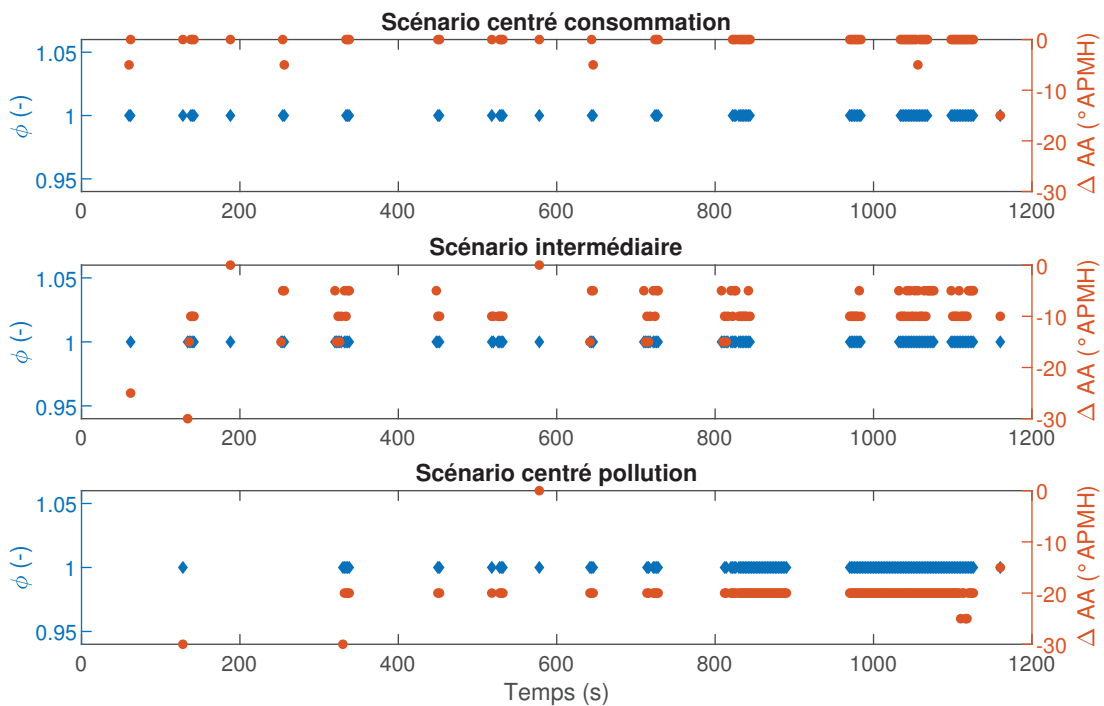 Scénario centré consommation
1.05
1
0.95
ϕ (-)
0
-10
-20
-30
Δ AA (°APMH)
0 200 400 600 800 1000 1200
Scénario intermédiaire
1.05
1
0.95
ϕ (-)
0
-10
-20
-30
Δ AA (°APMH)
0 200 400 600 800 1000 1200
Scénario centré pollution
1.05
1
0.95
ϕ (-)
0
-10
-20
-30
Δ AA (°APMH)
0 200 400 600 800 1000 1200
Temps (s)